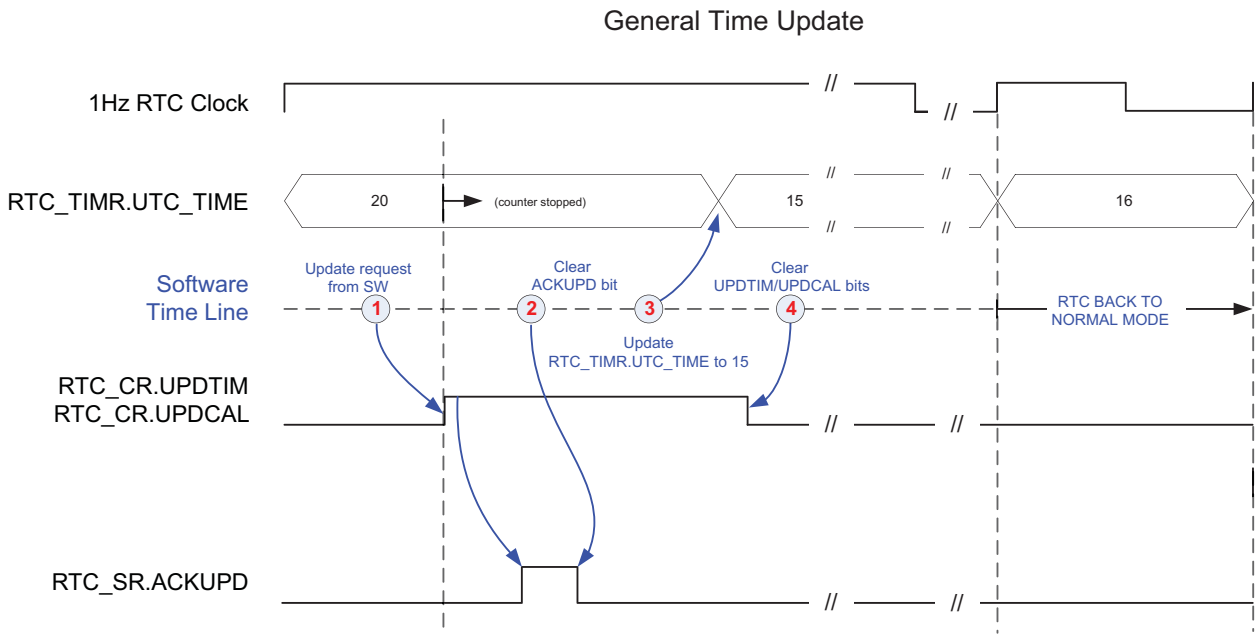 General Time Update
1Hz RTC Clock
//
//
RTC_TIMR.UTC_TIME
20
(counter stopped)
//
//
15
//
//
16
Software
Time Line
Update request
from SW
1
Clear
ACKUPD bit
2
3
Update
RTC_TIMR.UTC_TIME to 15
Clear
UPDTIM/UPDCAL bits
4
RTC BACK TO
NORMAL MODE
RTC_CR.UPDTIM
RTC_CR.UPDCAL
//
//
RTC_SR.ACKUPD
//
//